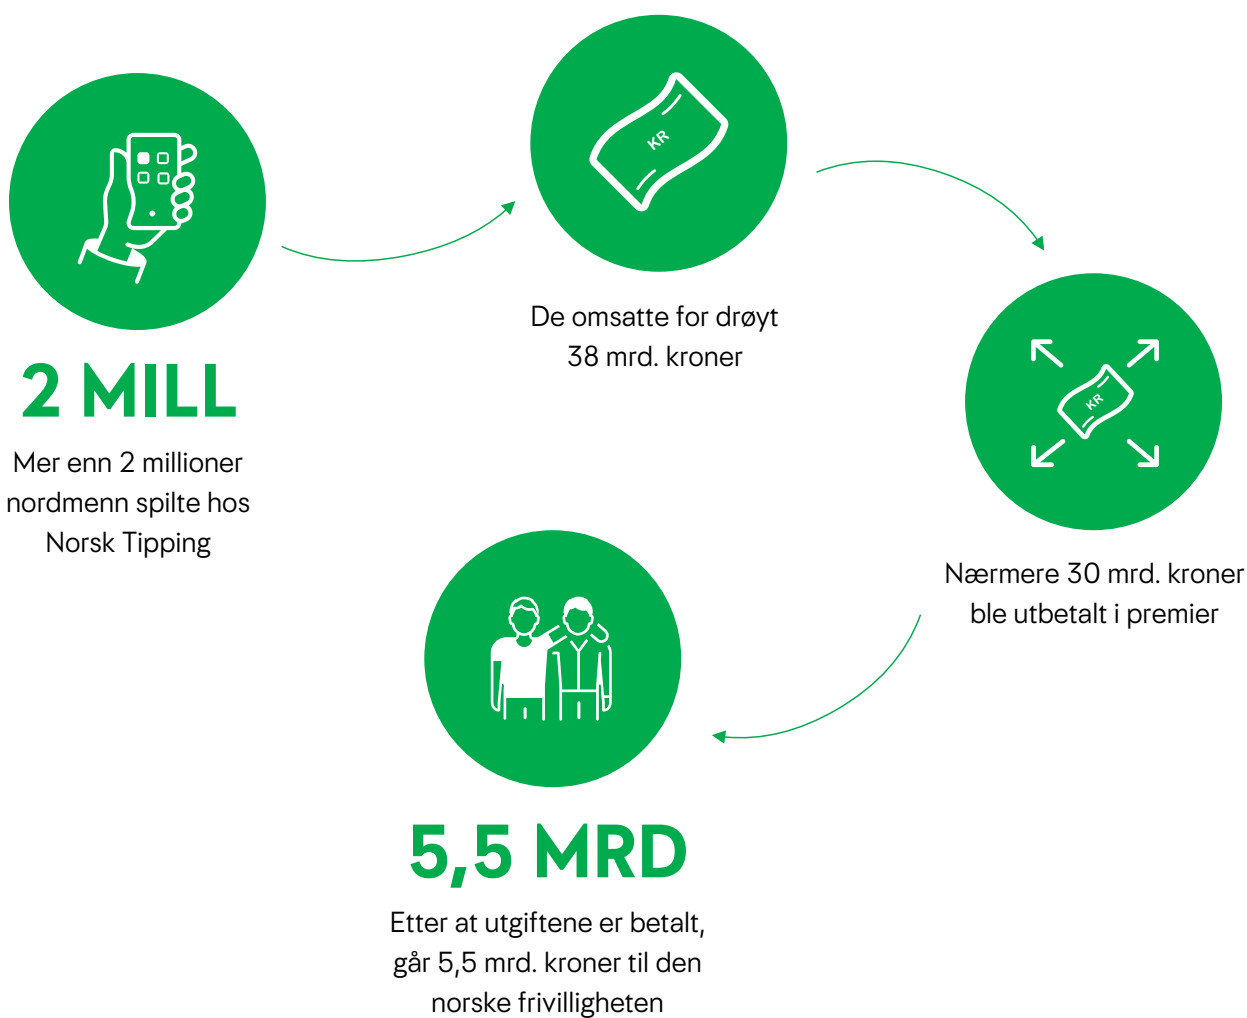 KR
De omsatte for drøyt
38 mrd. kroner
2 MILL
Mer enn 2 millioner
nordmenn spilte hos
Norsk Tipping
KR
Nærmere 30 mrd. kroner
ble utbetalt i premier
5,5 MRD
Etter at utgiftene er betalt,
går 5,5 mrd. kroner til den
norske frivilligheten